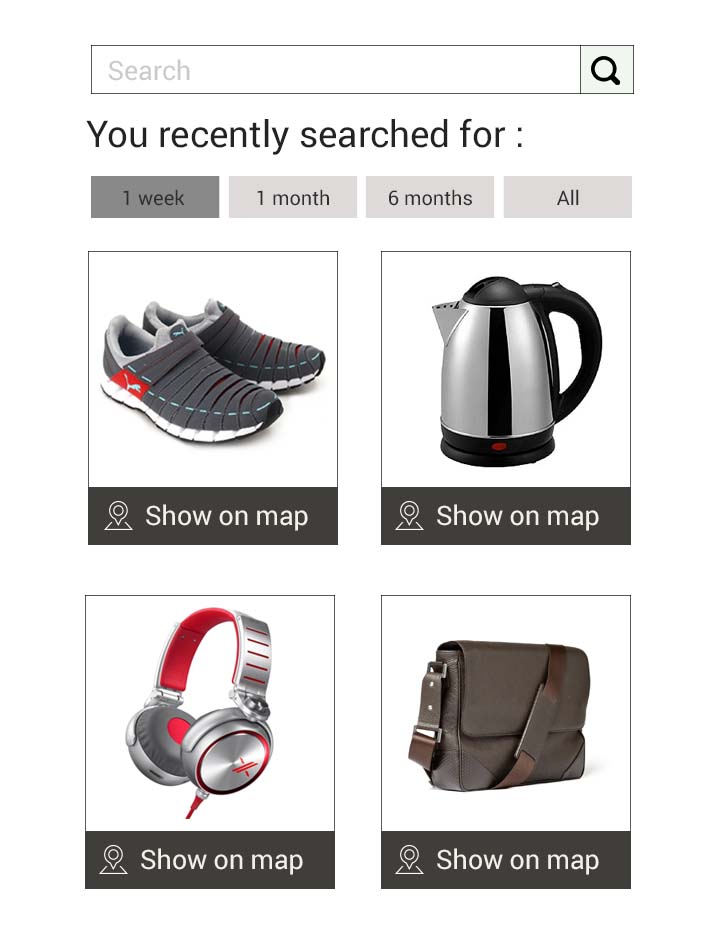 Search
You recently searched for :
1 week 1 month 6 months All
Show on map Show on map
Show on map Show on map